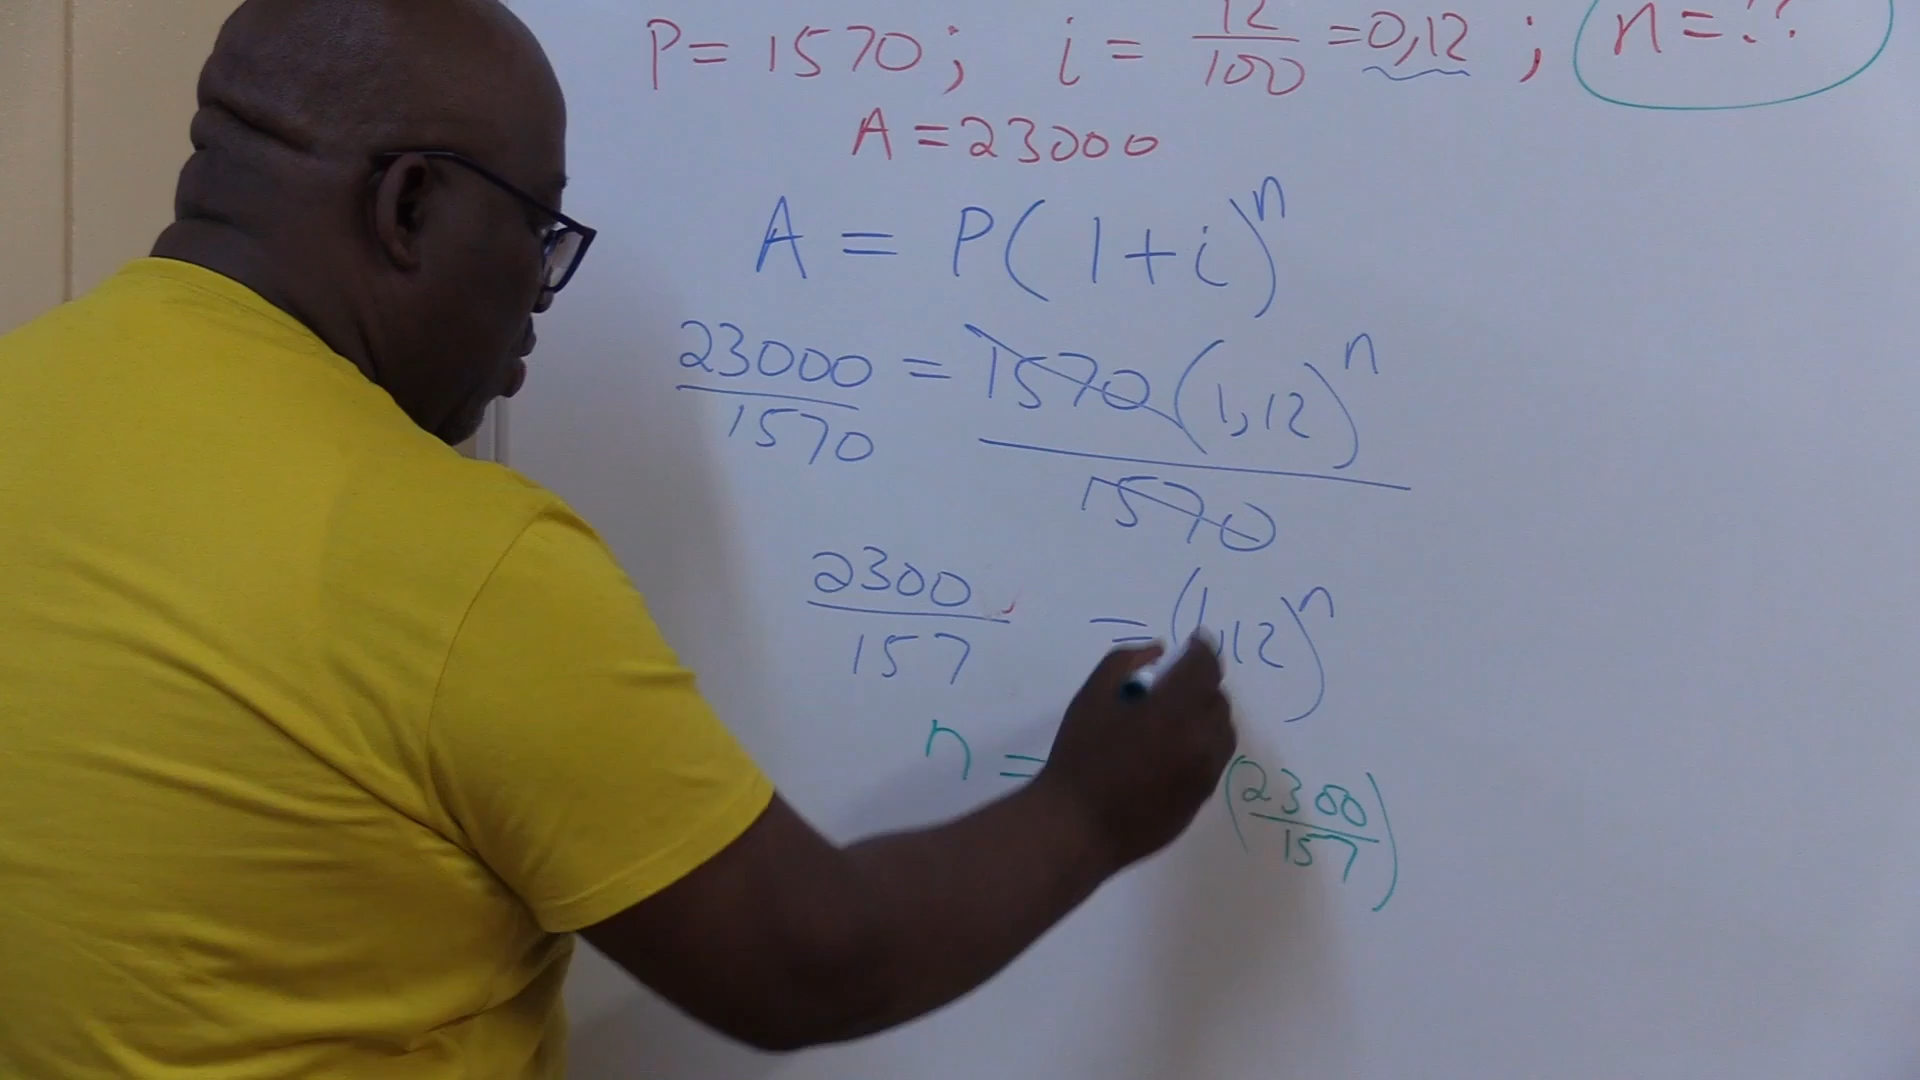 P = 1570 ; i = 12/100 = 0,12 ; n = ??
A = 23000
A = P(1+i)^n
23000/1570 = 1570(1,12)^n/1570
2300/157 = (1,12)^n
n = (2300/157)